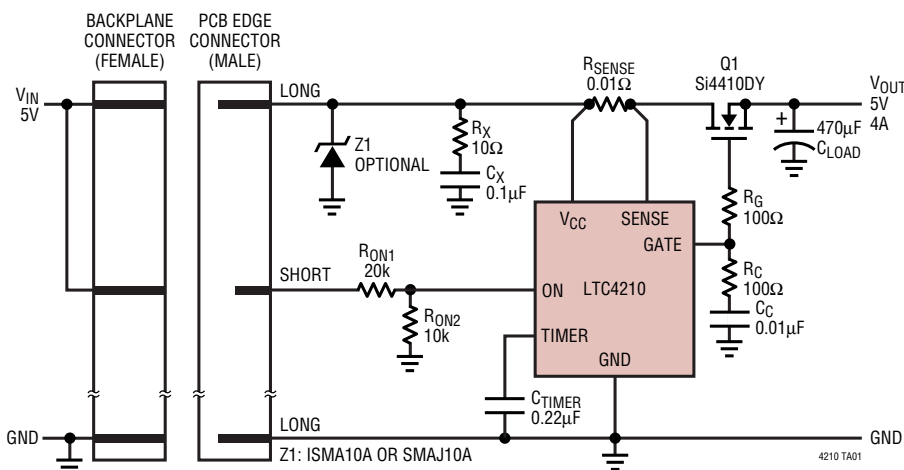 BACKPLANE
CONNECTOR
(FEMALE)
PCB EDGE
CONNECTOR
(MALE)
VIN
5V
LONG
Z1
OPTIONAL
RX
10Ω
CX
0.1µF
RSENSE
0.01Ω
Q1
Si4410DY
VOUT
5V
4A
+
470µF
CLOAD
RG
100Ω
VCC
SENSE
GATE
RC
100Ω
CC
0.01µF
SHORT
RON1
20k
RON2
10k
ON
LTC4210
TIMER
GND
CTIMER
0.22µF
GND
LONG
Z1: ISMA10A OR SMAJ10A
GND
4210 TA01